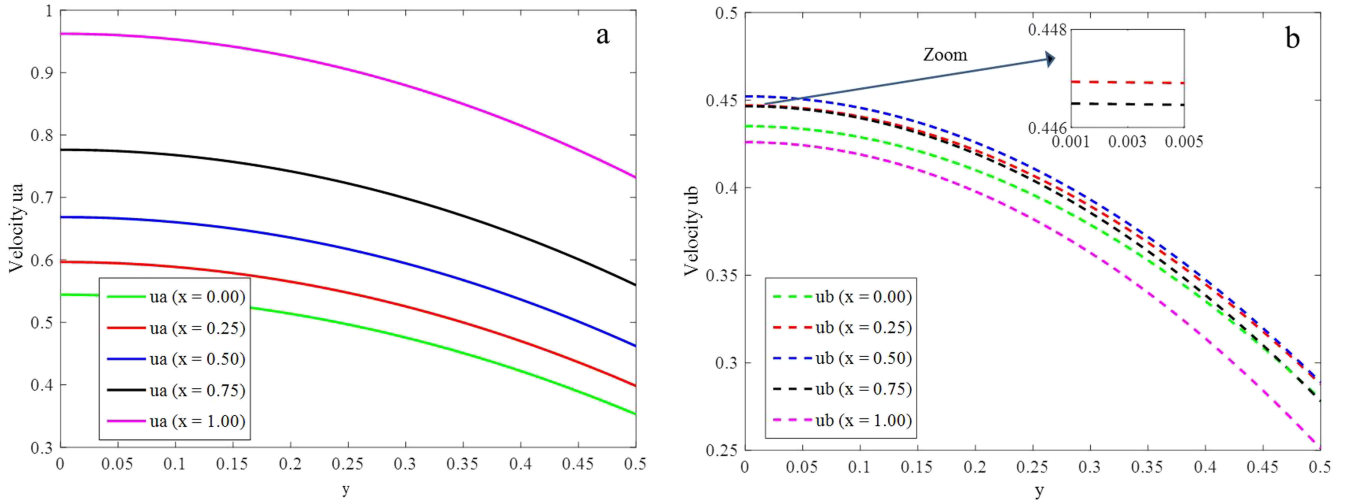 a
1
0.9
0.8
0.7
0.6
0.5
0.4
0.3
Velocity ua
ua (x = 0.00)
ua (x = 0.25)
ua (x = 0.50)
ua (x = 0.75)
ua (x = 1.00)
0 0.05 0.1 0.15 0.2 0.25 0.3 0.35 0.4 0.45 0.5
y
b
0.5
0.45
0.4
0.35
0.3
0.25
Velocity ub
Zoom
0.448
0.446
0.001 0.003 0.005
ub (x = 0.00)
ub (x = 0.25)
ub (x = 0.50)
ub (x = 0.75)
ub (x = 1.00)
0 0.05 0.1 0.15 0.2 0.25 0.3 0.35 0.4 0.45 0.5
y